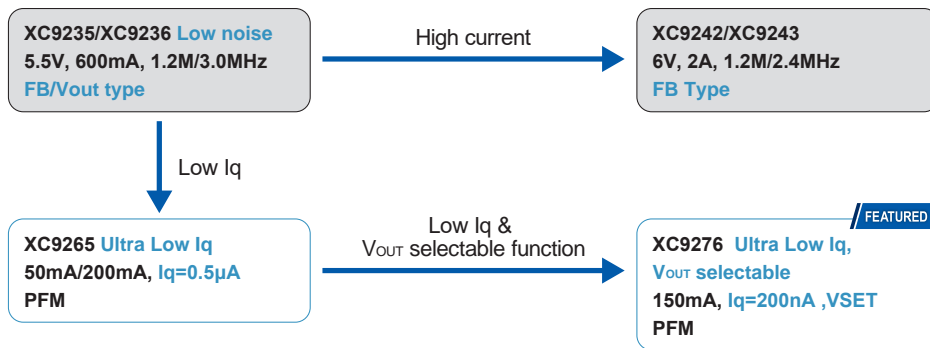 XC9235/XC9236 Low noise
5.5V, 600mA, 1.2M/3.0MHz
FB/Vout type
High current
XC9242/XC9243
6V, 2A, 1.2M/2.4MHz
FB Type
Low Iq
XC9265 Ultra Low Iq
50mA/200mA, Iq=0.5µA
PFM
Low Iq &
VOUT selectable function
FEATURED
XC9276 Ultra Low Iq,
VOUT selectable
150mA, Iq=200nA ,VSET
PFM